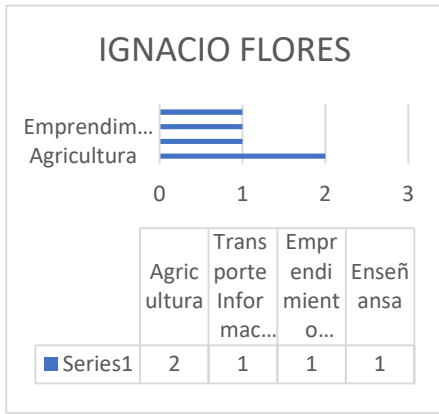 IGNACIO FLORES
Emprendim...
Agricultura
0 1 2 3
Agric
ultura
Trans
porte
Infor
mac...
Empr
endi
mient
o...
Enseñ
ansa
Series1 2 1 1 1